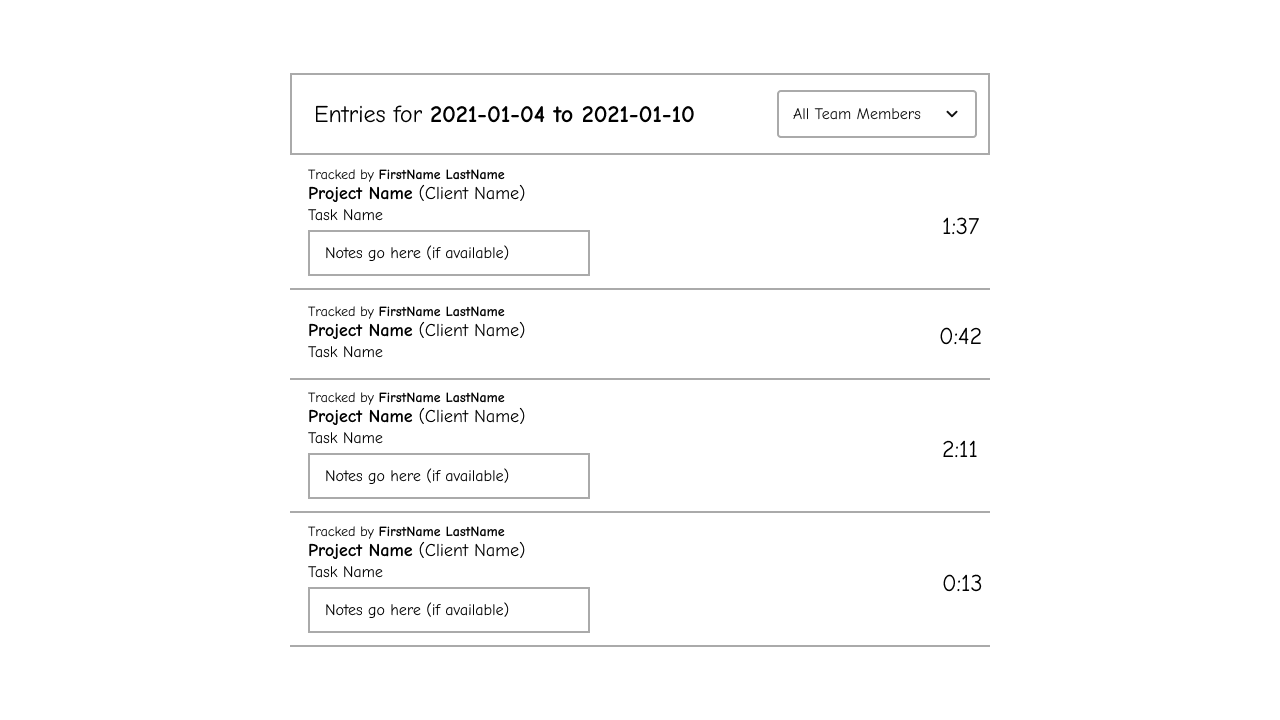 Entries for 2021-01-04 to 2021-01-10
All Team Members
Tracked by FirstName LastName
Project Name (Client Name)
Task Name
Notes go here (if available)
1:37
Tracked by FirstName LastName
Project Name (Client Name)
Task Name
0:42
Tracked by FirstName LastName
Project Name (Client Name)
Task Name
Notes go here (if available)
2:11
Tracked by FirstName LastName
Project Name (Client Name)
Task Name
Notes go here (if available)
0:13